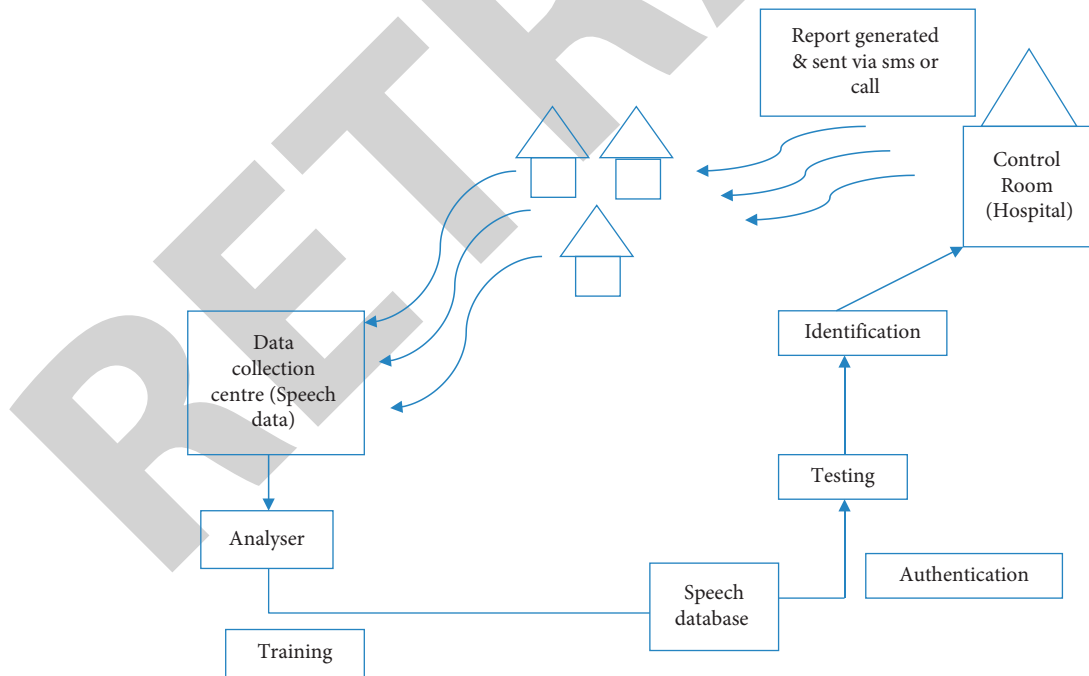 Report generated
& sent via sms or
call
Control
Room
(Hospital)
Data
collection
centre (Speech
data)
Identification
Testing
Analyser
Authentication
Speech
database
Training
RETRA